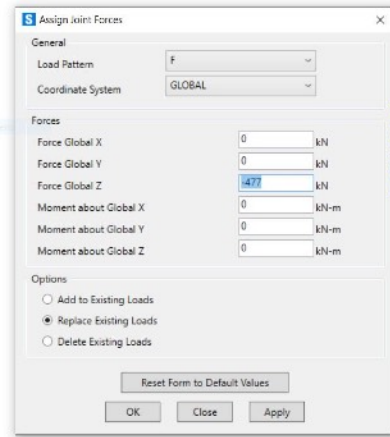 S Assign Joint Forces
General
Load Pattern F
Coordinate System GLOBAL
Forces
Force Global X 0 kN
Force Global Y 0 kN
Force Global Z -477 kN
Moment about Global X 0 kN-m
Moment about Global Y 0 kN-m
Moment about Global Z 0 kN-m
Options
Add to Existing Loads
Replace Existing Loads
Delete Existing Loads
Reset Form to Default Values
OK Close Apply